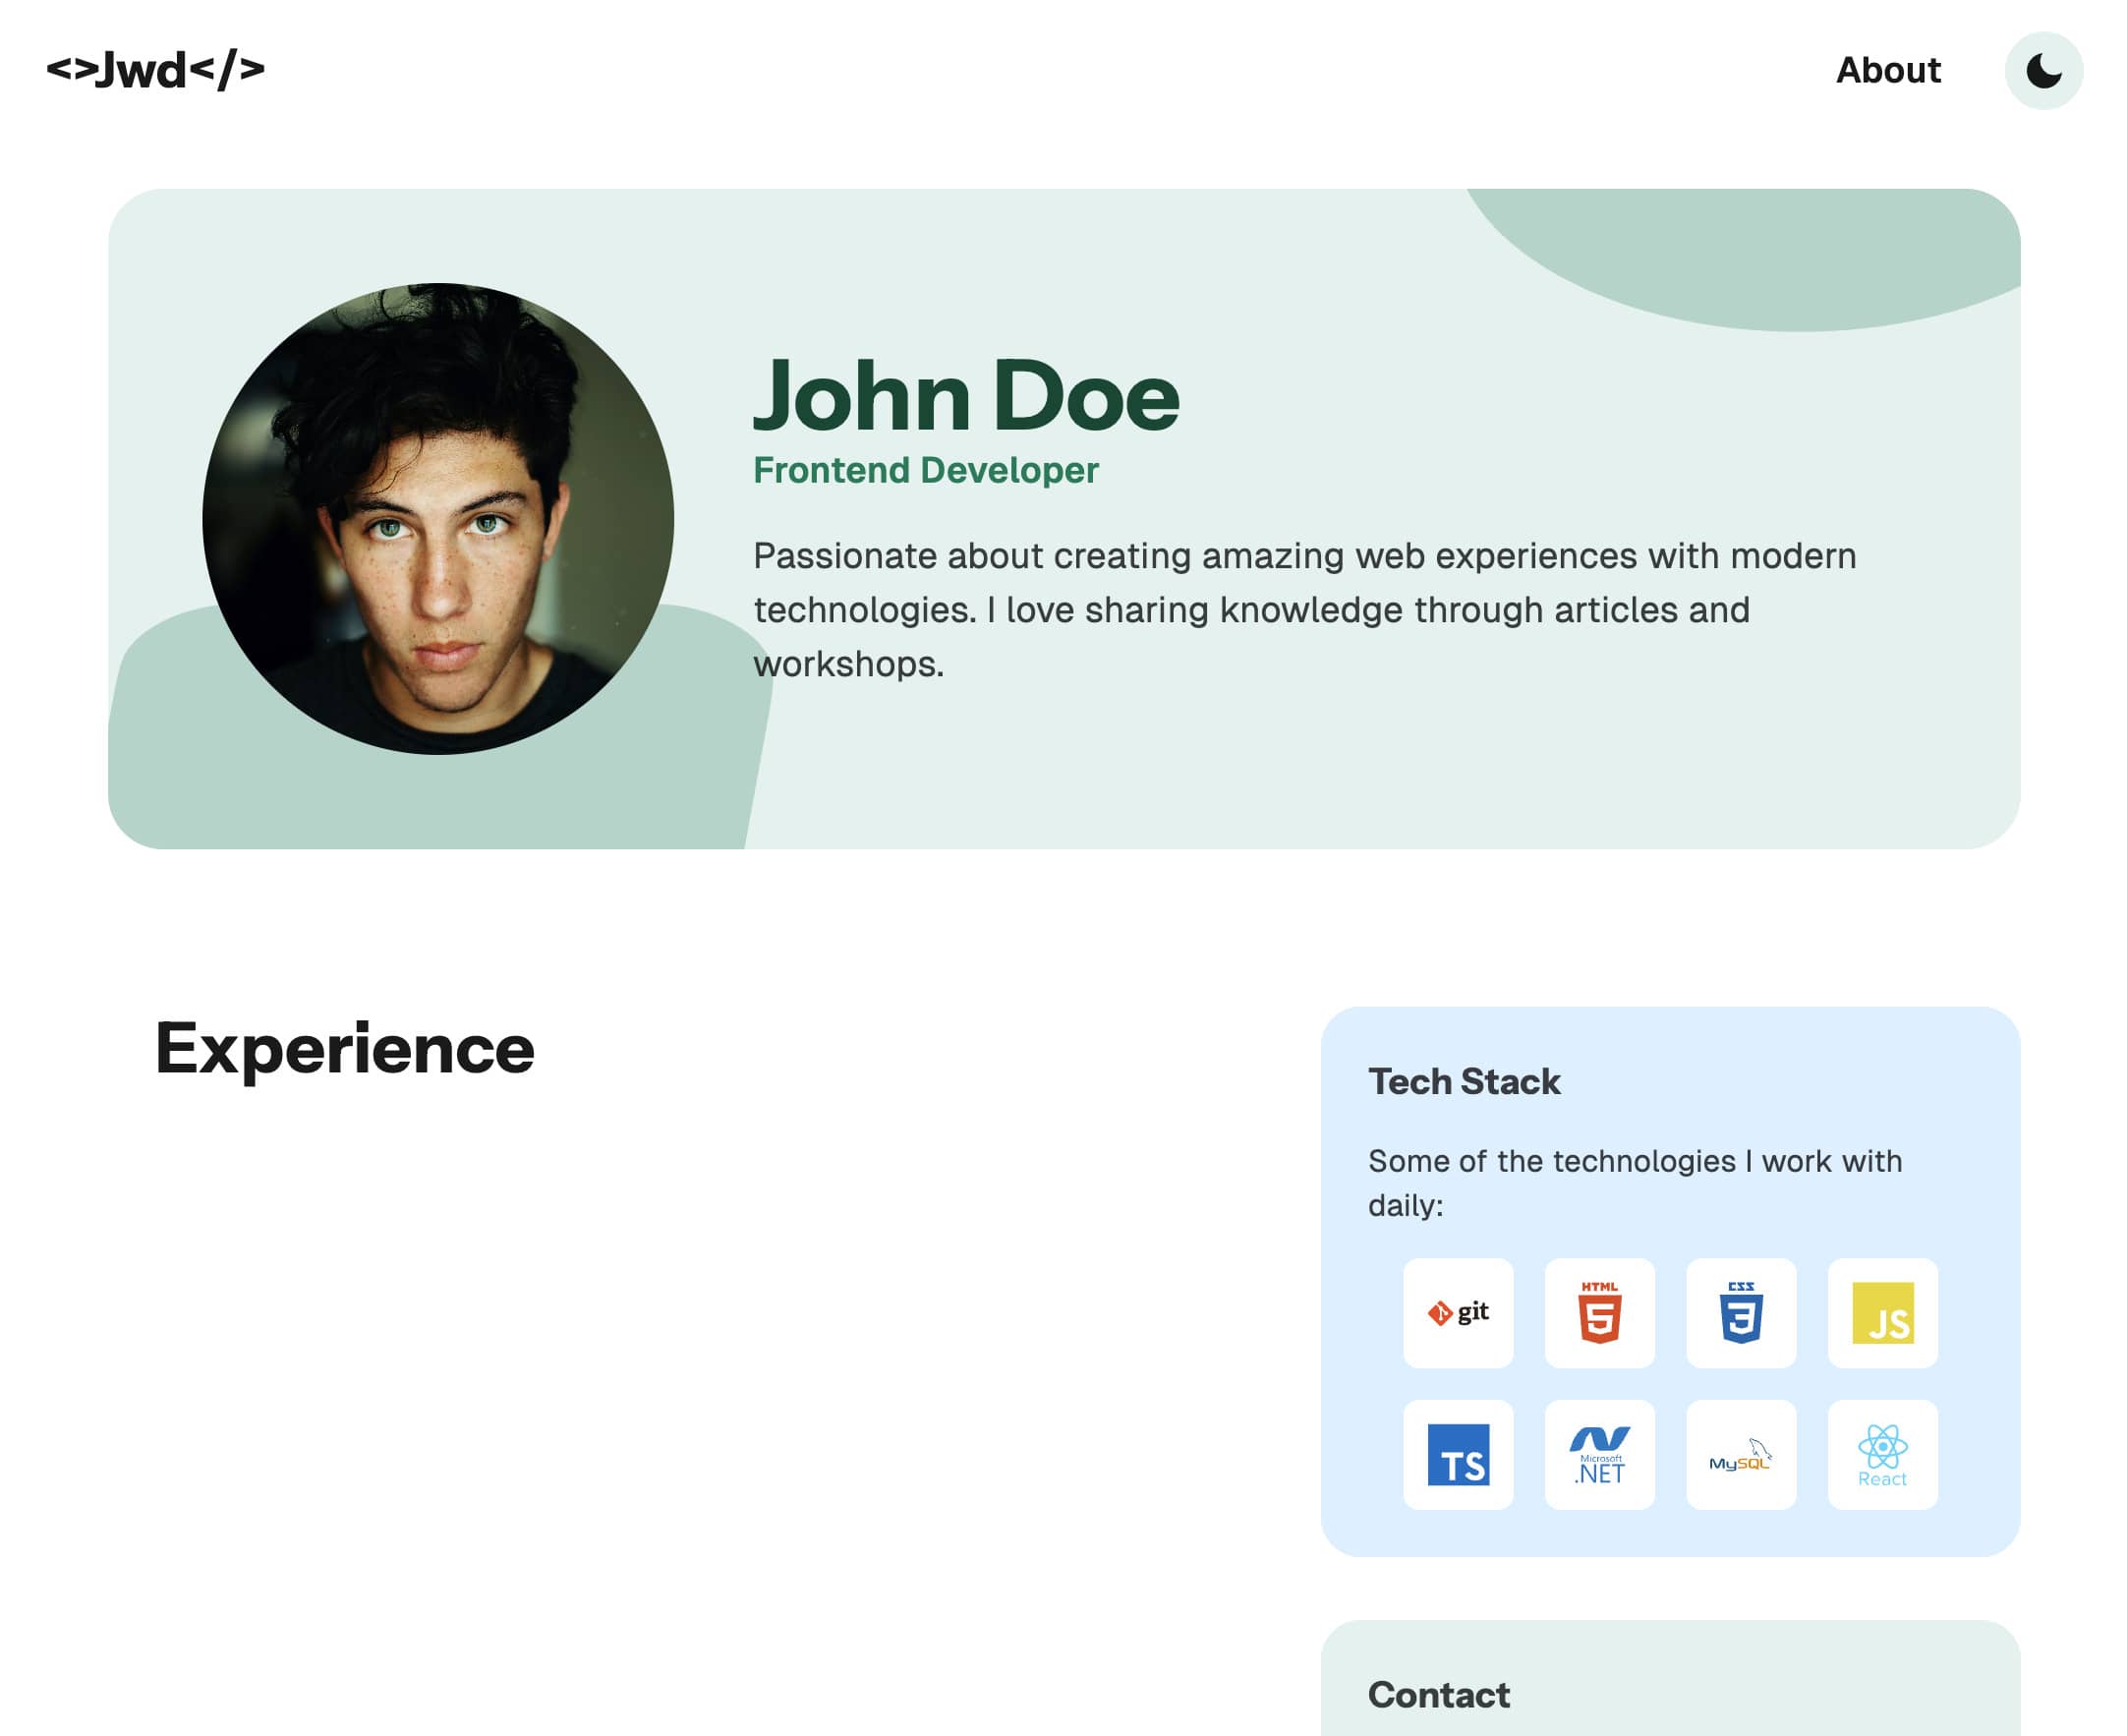 <>Jwd</>
About
John Doe
Frontend Developer
Passionate about creating amazing web experiences with modern
technologies. I love sharing knowledge through articles and
workshops.
Experience
Tech Stack
Some of the technologies I work with
daily:
git
HTML
5
CSS
3
JS
TS
Microsoft
.NET
MySQL
React
Contact